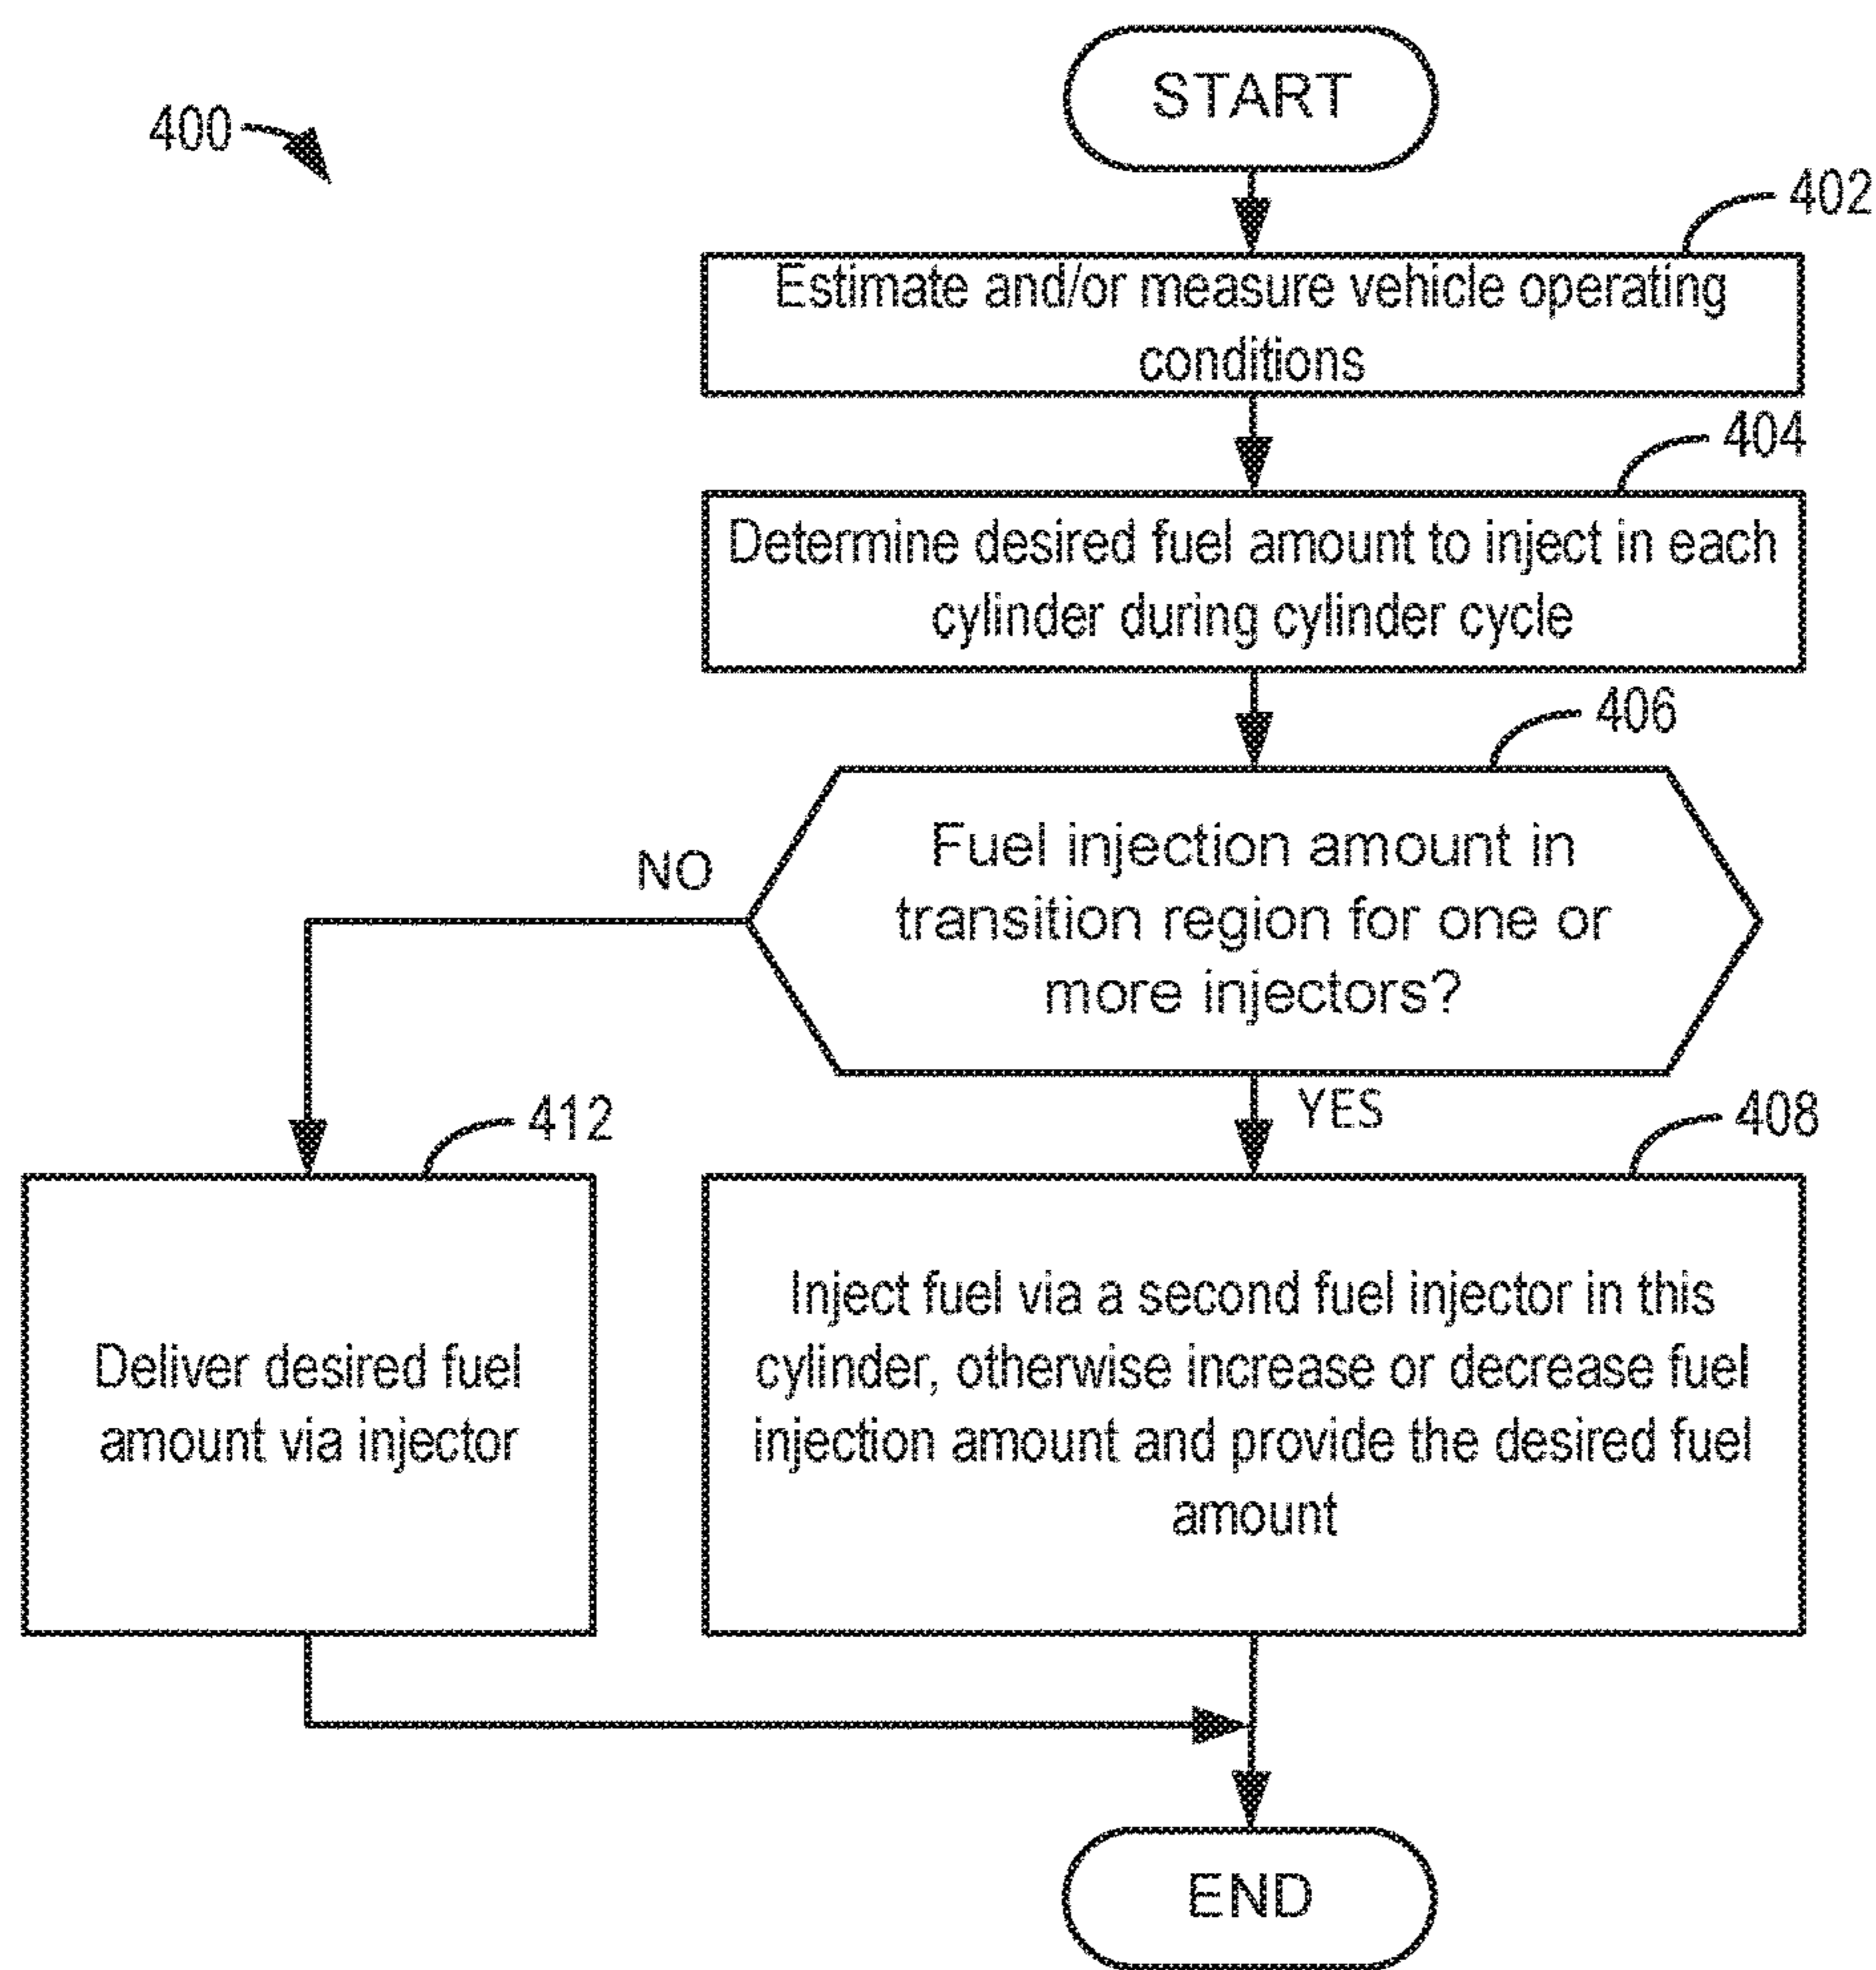 START
400
402
Estimate and/or measure vehicle operating
conditions
404
Determine desired fuel amount to inject in each
cylinder during cylinder cycle
406
Fuel injection amount in
transition region for one or
more injectors?
NO
YES
412
408
Deliver desired fuel
amount via injector
Inject fuel via a second fuel injector in this
cylinder, otherwise increase or decrease fuel
injection amount and provide the desired fuel
amount
END